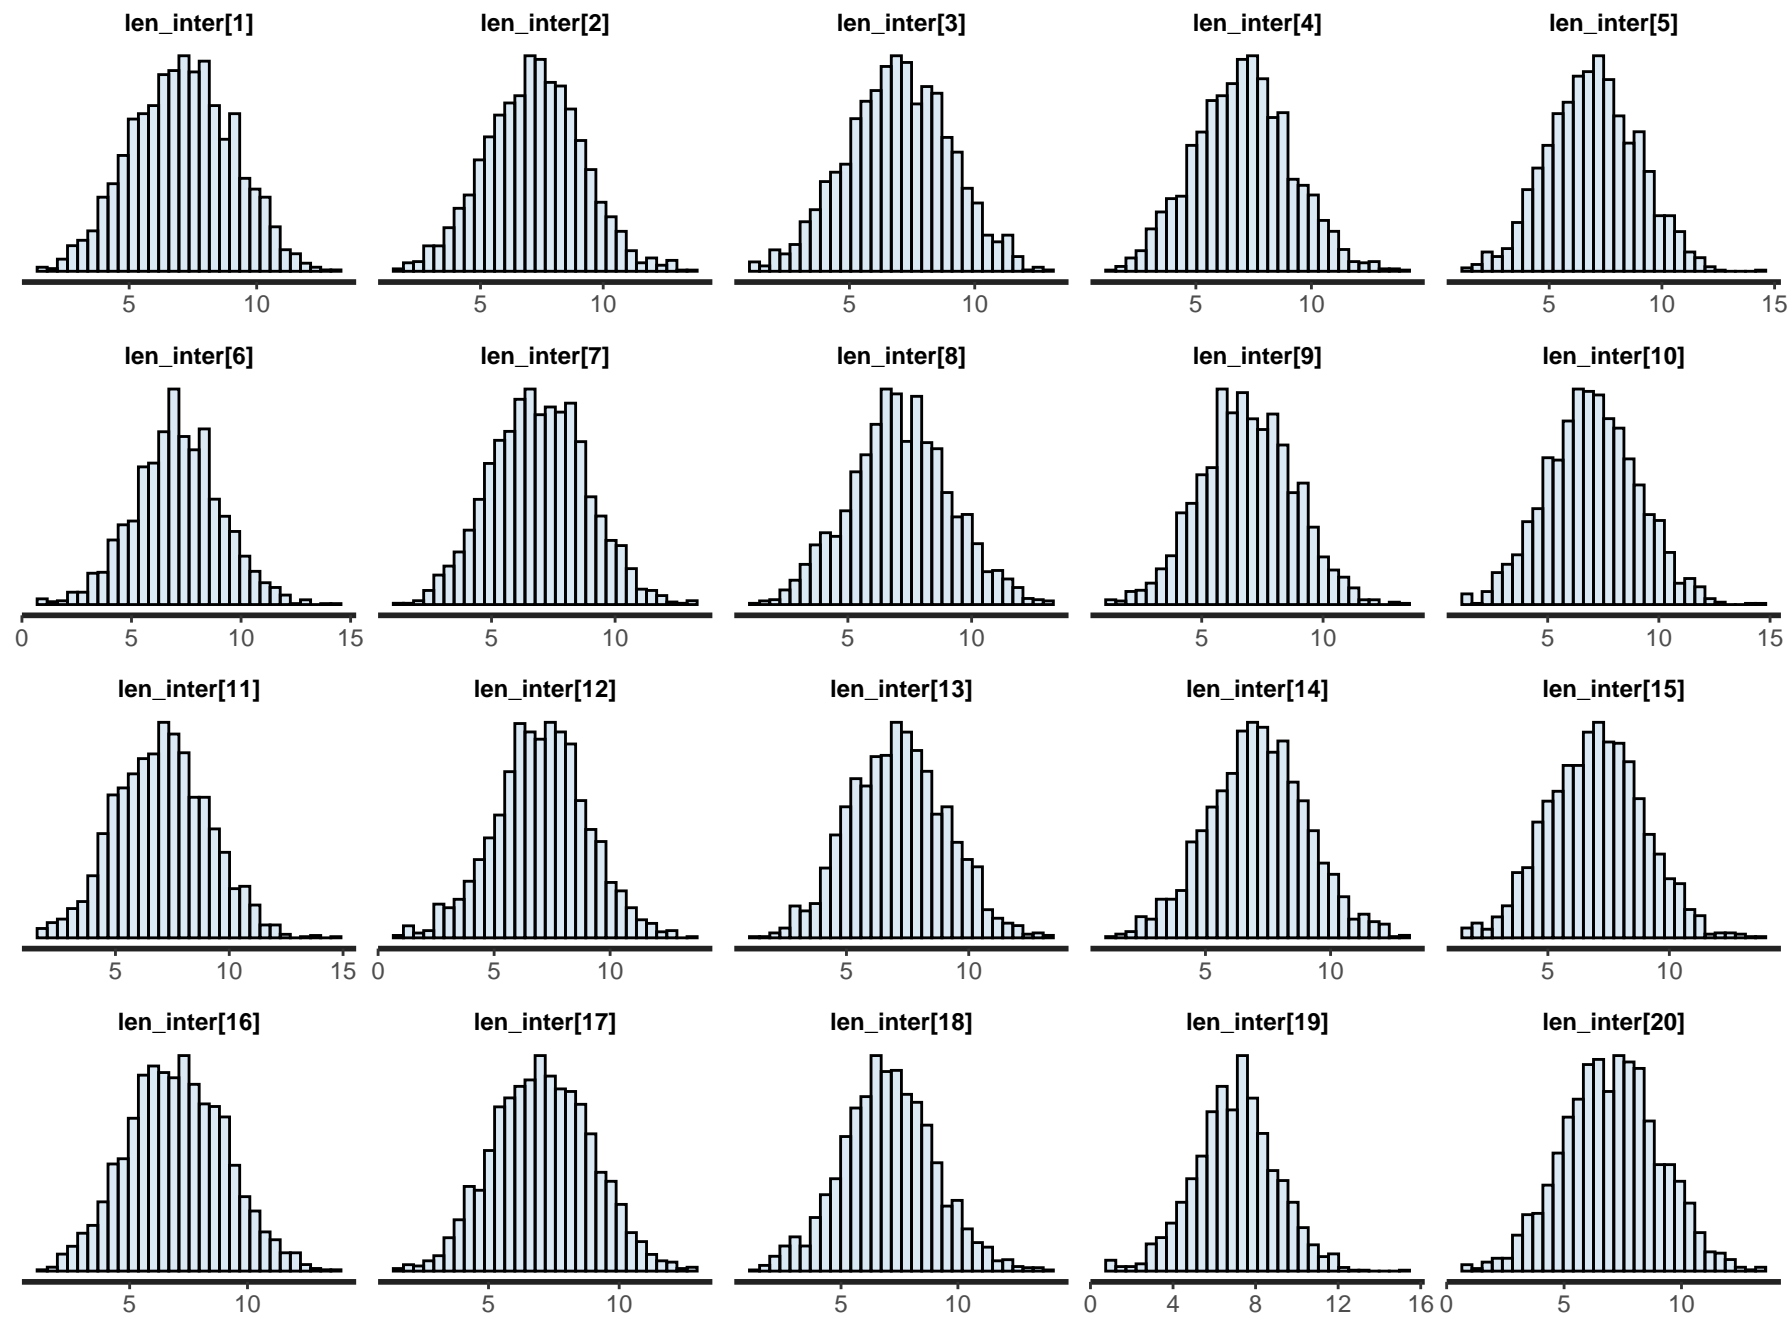 len_inter[1] len_inter[2] len_inter[3] len_inter[4] len_inter[5]
5 10 5 10 5 10 5 10 5 10 15
len_inter[6] len_inter[7] len_inter[8] len_inter[9] len_inter[10]
0 5 10 15 5 10 5 10 5 10 5 10 15
len_inter[11] len_inter[12] len_inter[13] len_inter[14] len_inter[15]
5 10 15 0 5 10 5 10 5 10 5 10
len_inter[16] len_inter[17] len_inter[18] len_inter[19] len_inter[20]
5 10 5 10 5 10 0 4 8 12 16 0 5 10